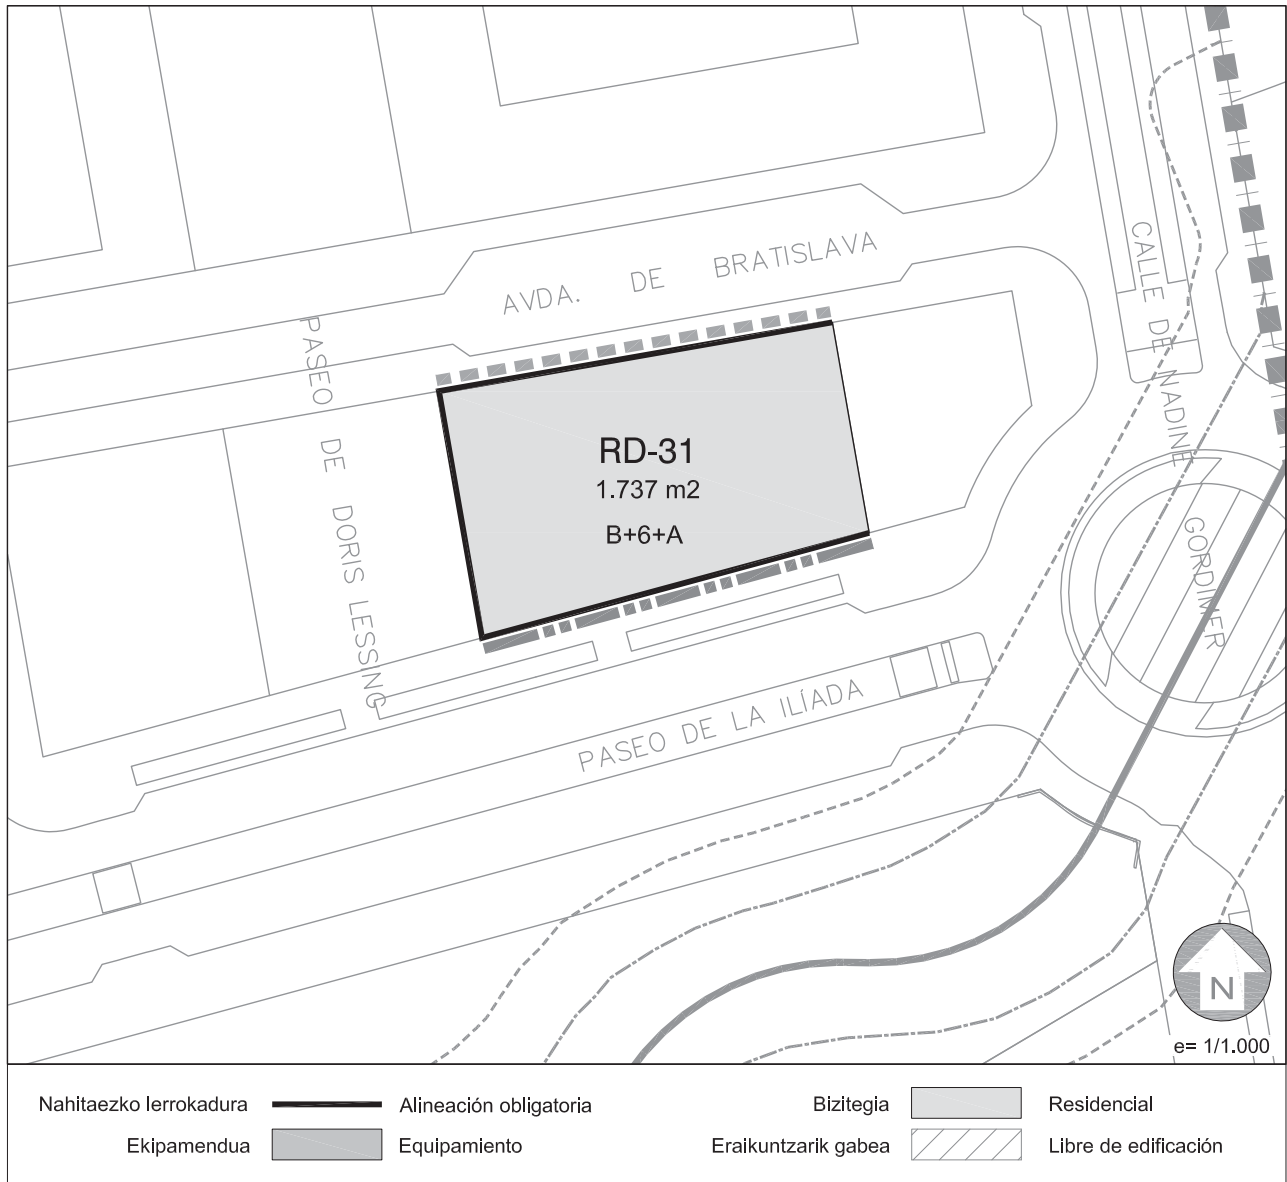 AVDA. DE BRATISLAVA
CALLE DE NADINE GORDIMER
PASEO DE DORIS LESSING
RD-31
1.737 m2
B+6+A
PASEO DE LA ILÍADA
N
e= 1/1.000
Nahitaezko lerrokadura Alineación obligatoria
Bizitegia Residencial
Ekipamendua Equipamiento
Eraikuntzarik gabea Libre de edificación